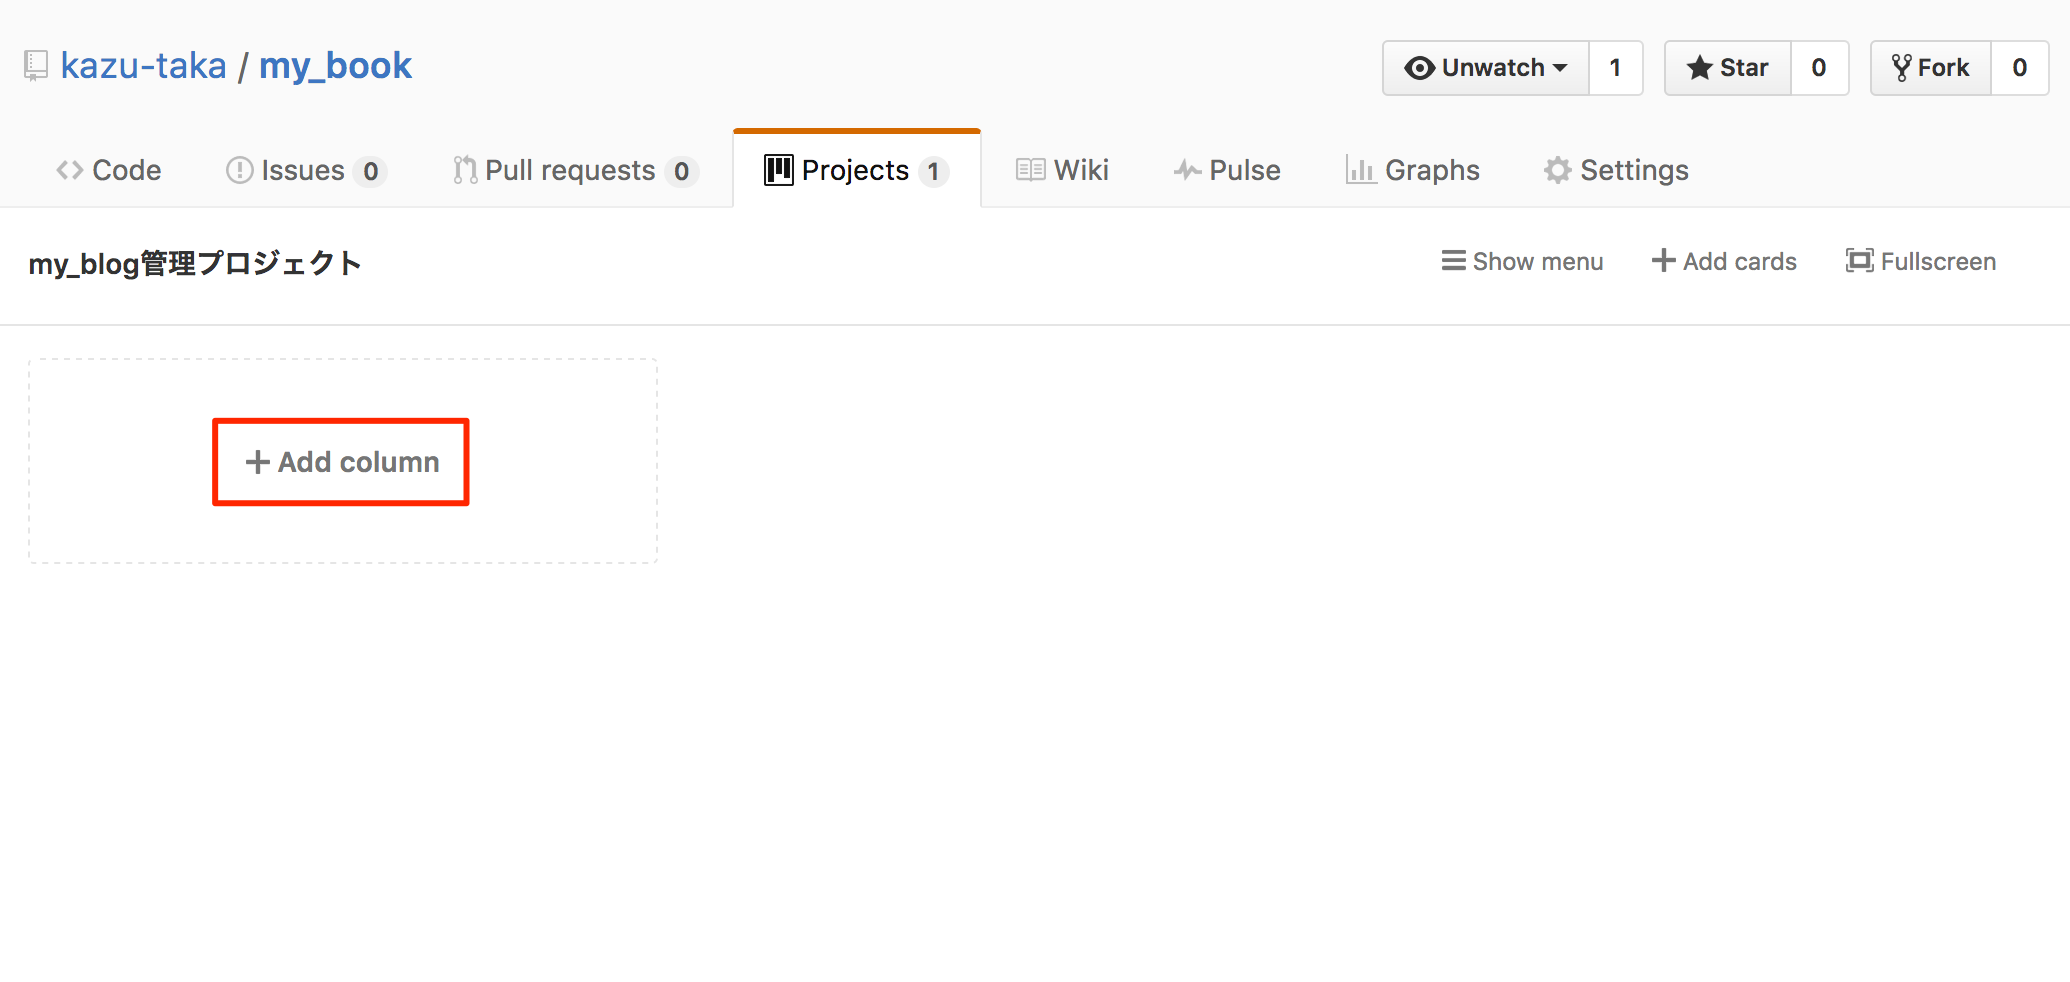 kazu-taka / my_book
Unwatch 1 Star 0 Fork 0
Code Issues 0 Pull requests 0 Projects 1 Wiki Pulse Graphs Settings
my_blog管理プロジェクト
Show menu Add cards Fullscreen
Add column